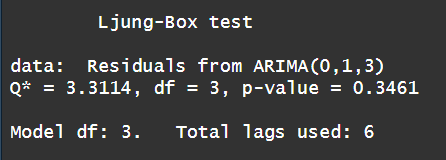 Ljung-Box test
data:  Residuals from ARIMA(0,1,3)
Q* = 3.3114, df = 3, p-value = 0.3461
Model df: 3.   Total lags used: 6